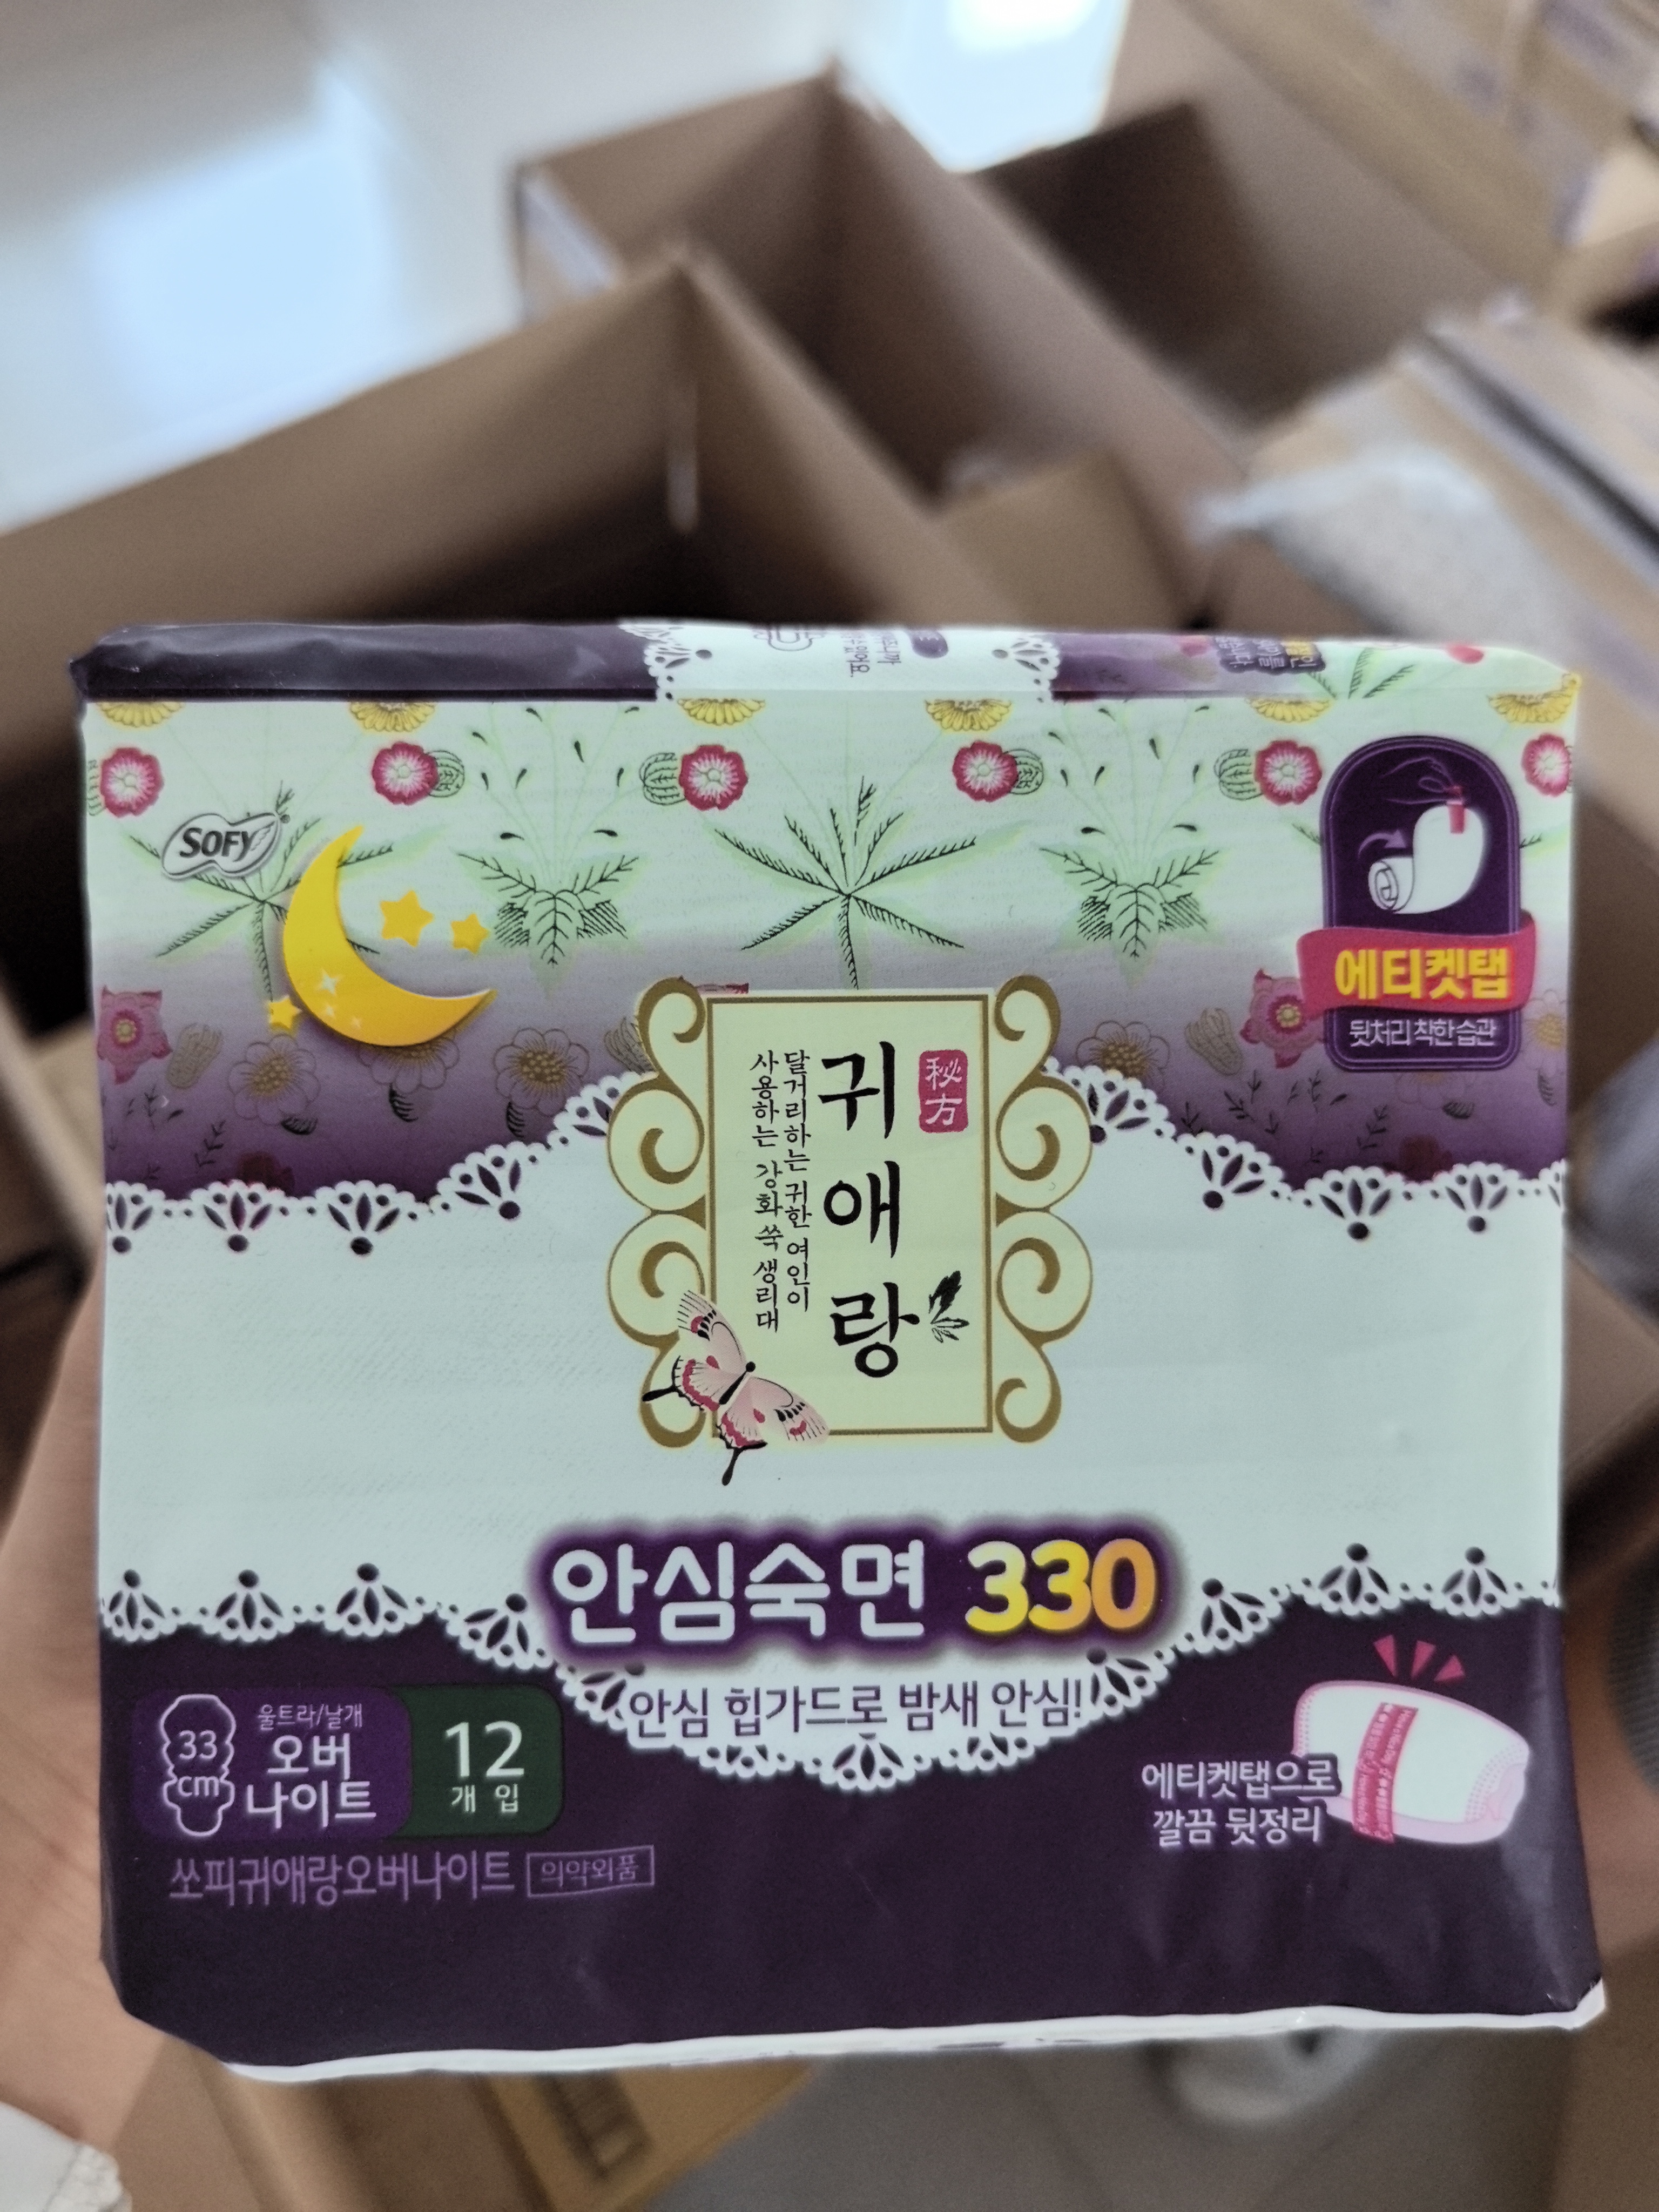 SOFY
에티켓탭
뒷처리 착한 습관
秘方
귀애랑
달거리하는 귀한 여인이
사용하는 강화 쑥 생리대
안심숙면 330
안심 힙가드로 밤새 안심!
33
cm
울트라/날개
오버
나이트
12
개입
쏘피귀애랑오버나이트 의약외품
에티켓탭으로
깔끔 뒷정리